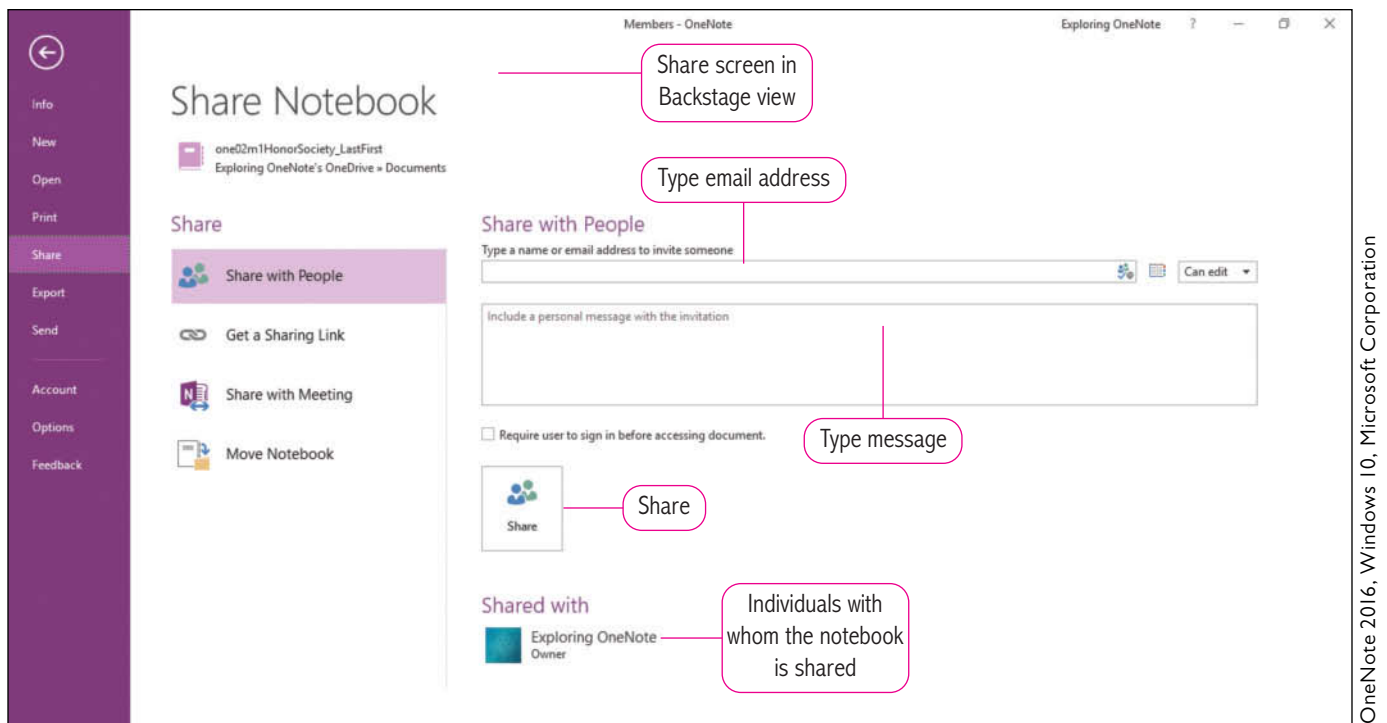 Members - OneNote
Exploring OneNote
?
Share screen in
Backstage view
Info
New
Open
Print
Share
Export
Send
Account
Options
Feedback
Share Notebook
one02m1HonorSociety_LastFirst
Exploring OneNote's OneDrive » Documents
Type email address
Share
Share with People
Get a Sharing Link
Share with Meeting
Move Notebook
Share with People
Type a name or email address to invite someone
Can edit
Include a personal message with the invitation
Type message
Require user to sign in before accessing document.
Share
Share
Shared with
Exploring OneNote
Owner
Individuals with
whom the notebook
is shared
OneNote 2016, Windows 10, Microsoft Corporation